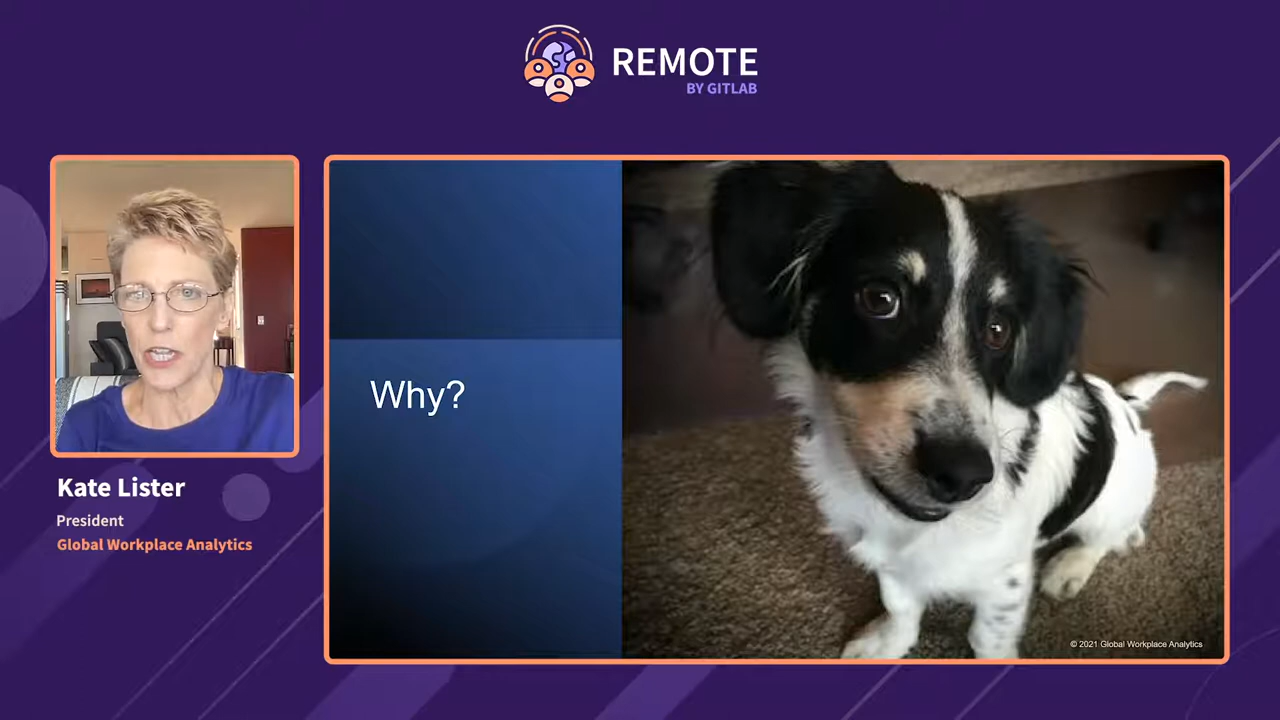 REMOTE
BY GITLAB
Kate Lister
President
Global Workplace Analytics
Why?
© 2021 Global Workplace Analytics